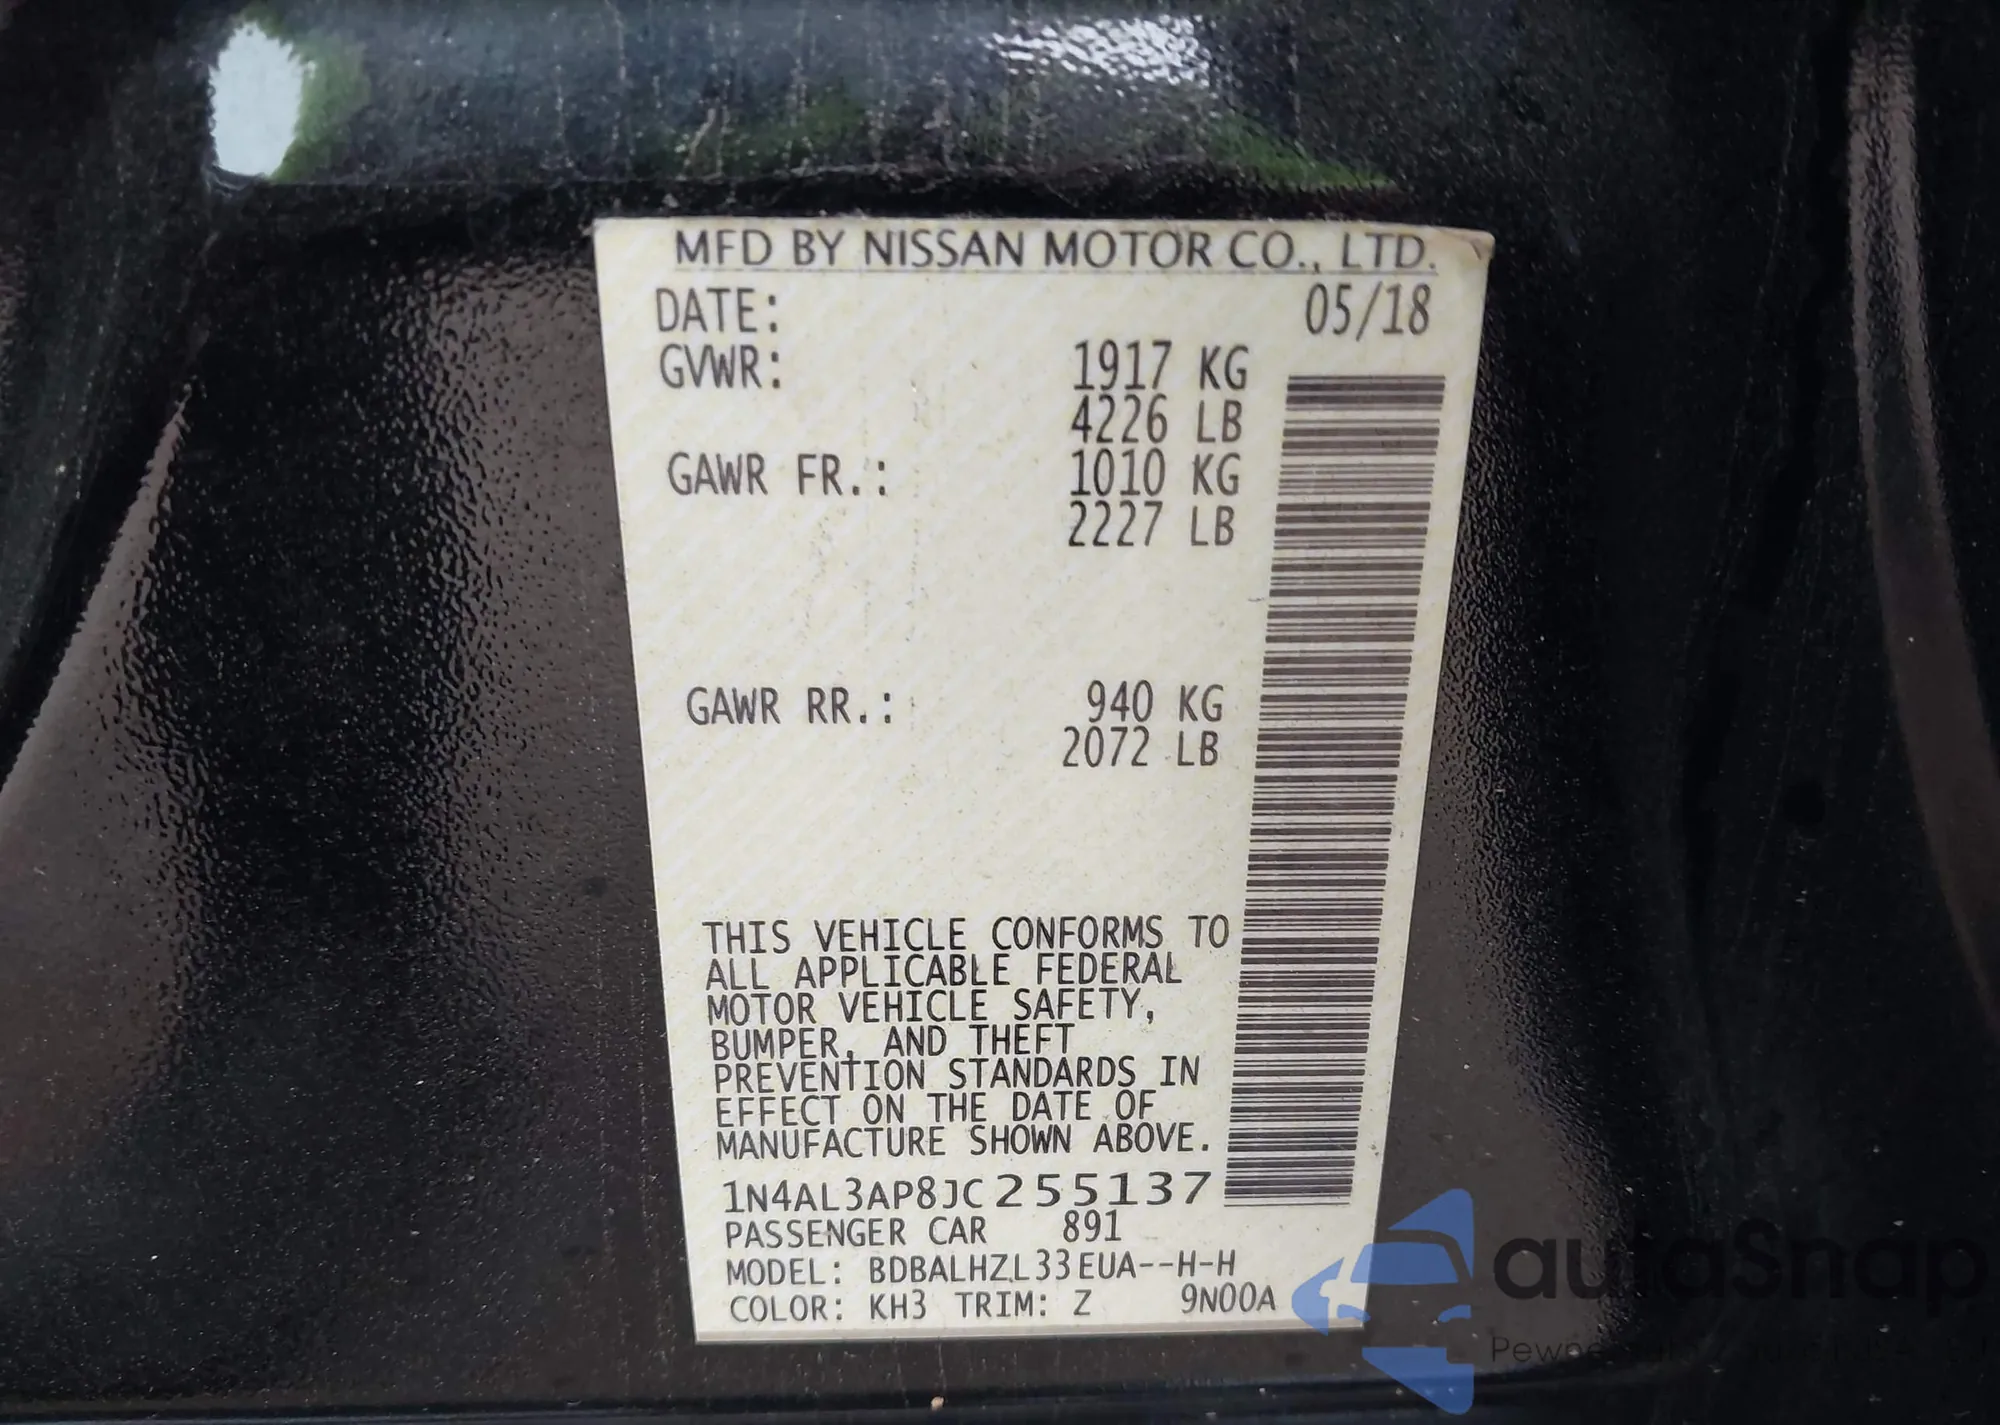 MFD BY NISSAN MOTOR CO., LTD.
DATE: 05/18
GVWR: 1917 KG
4226 LB
GAWR FR.: 1010 KG
2227 LB
GAWR RR.: 940 KG
2072 LB
THIS VEHICLE CONFORMS TO
ALL APPLICABLE FEDERAL
MOTOR VEHICLE SAFETY,
BUMPER, AND THEFT
PREVENTION STANDARDS IN
EFFECT ON THE DATE OF
MANUFACTURE SHOWN ABOVE.
1N4AL3AP8JC255137
PASSENGER CAR 891
MODEL: BDBALHZL33EUA--H-H
COLOR: KH3 TRIM: Z 9N00A
autoSnap